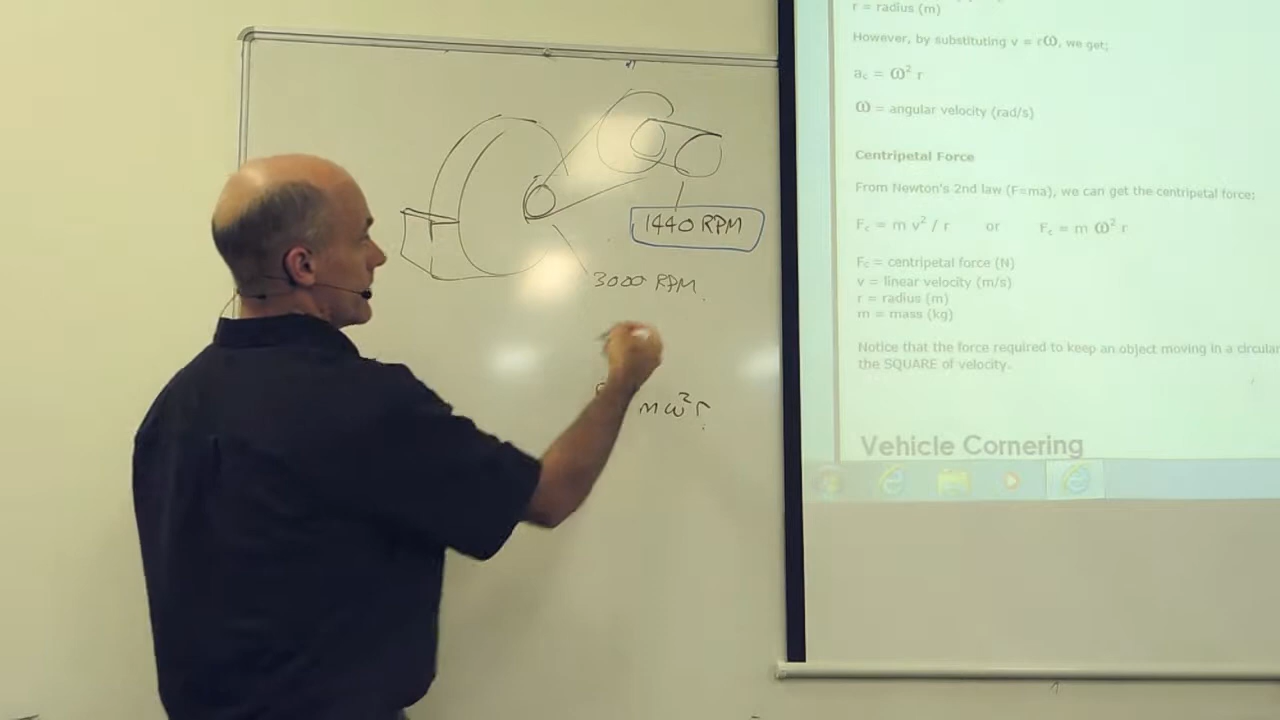 1440 RPM
3000 RPM
mω²r
r = radius (m)
However, by substituting v = rω, we get;
a꜀ = ω² r
ω = angular velocity (rad/s)
Centripetal Force
From Newton's 2nd law (F=ma), we can get the centripetal force;
F꜀ = m v² / r or F꜀ = m ω² r
F꜀ = centripetal force (N)
v = linear velocity (m/s)
r = radius (m)
m = mass (kg)
Notice that the force required to keep an object moving in a circular
the SQUARE of velocity.
Vehicle Cornering